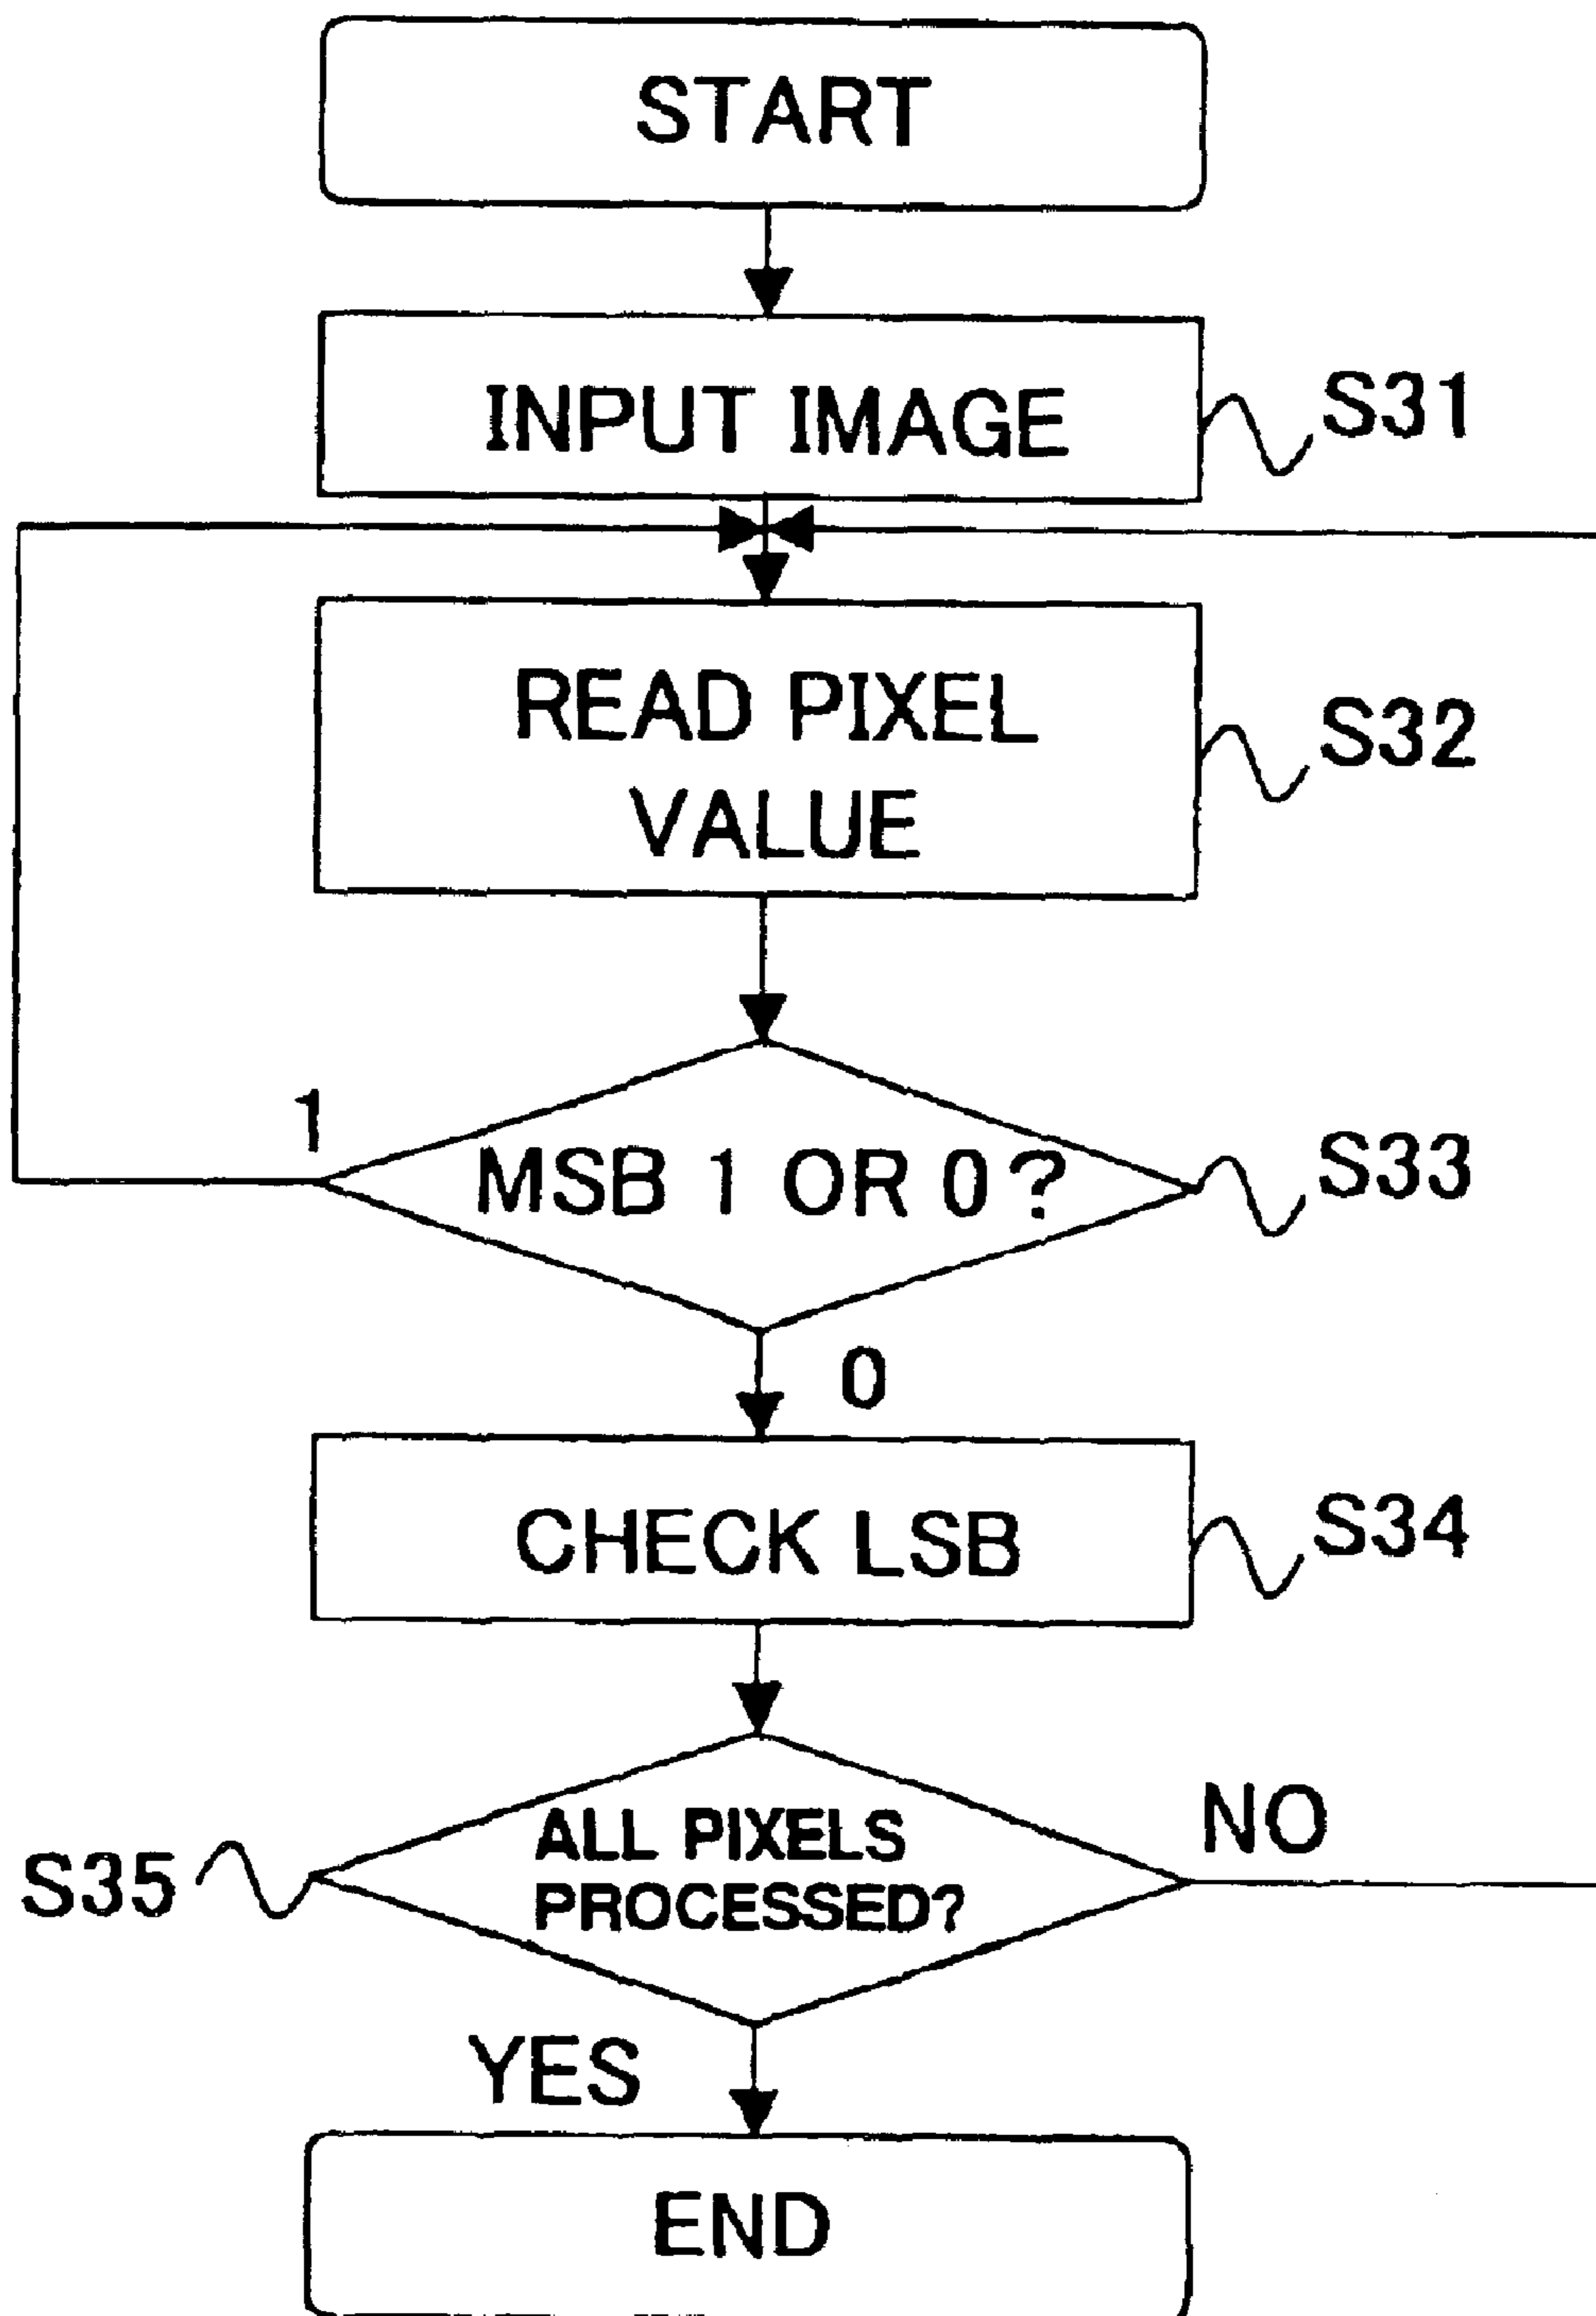 START
INPUT IMAGE
S31
READ PIXEL
VALUE
S32
1
MSB 1 OR 0?
S33
0
CHECK LSB
S34
ALL PIXELS
PROCESSED?
NO
S35
YES
END